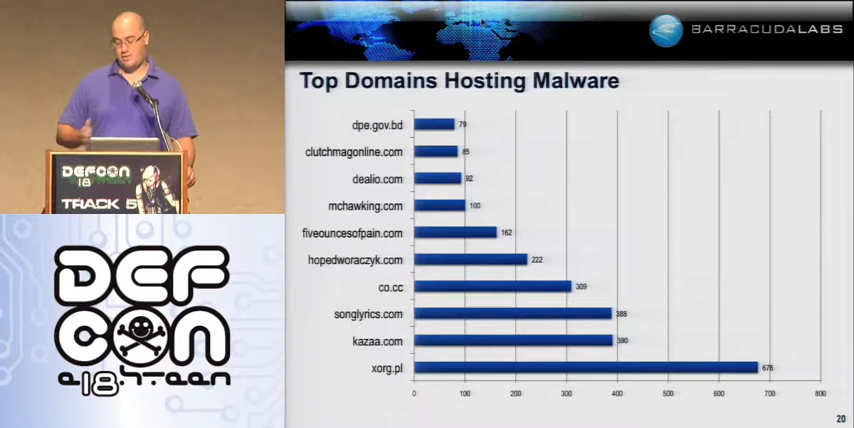 BARRACUDALABS
Top Domains Hosting Malware
dpe.gov.bd 79
clutchmagonline.com 85
dealio.com 92
mchawking.com 100
fiveouncesofpain.com 162
hopedworaczyk.com 222
co.cc 309
songlyrics.com 388
kazaa.com 390
xorg.pl 676
0 100 200 300 400 500 600 700 800
20
DEFCON
18
TRACK 5
DEF
CON
e18hteen